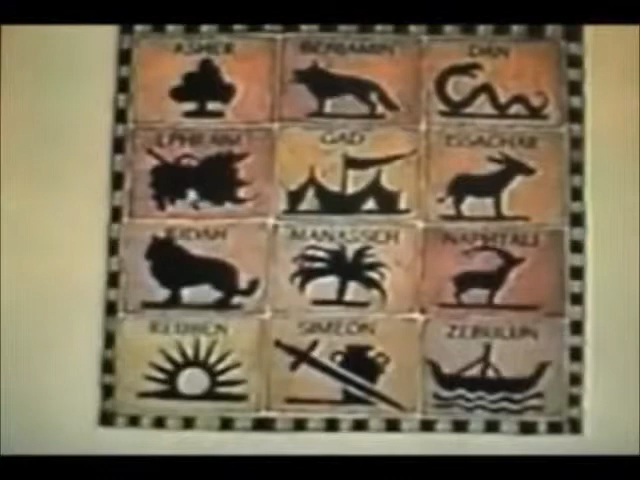 ASHER BENJAMIN DAN
EPHRAIM GAD ISSACHAR
JUDAH MANASSEH NAPHTALI
REUBEN SIMEON ZEBULUN